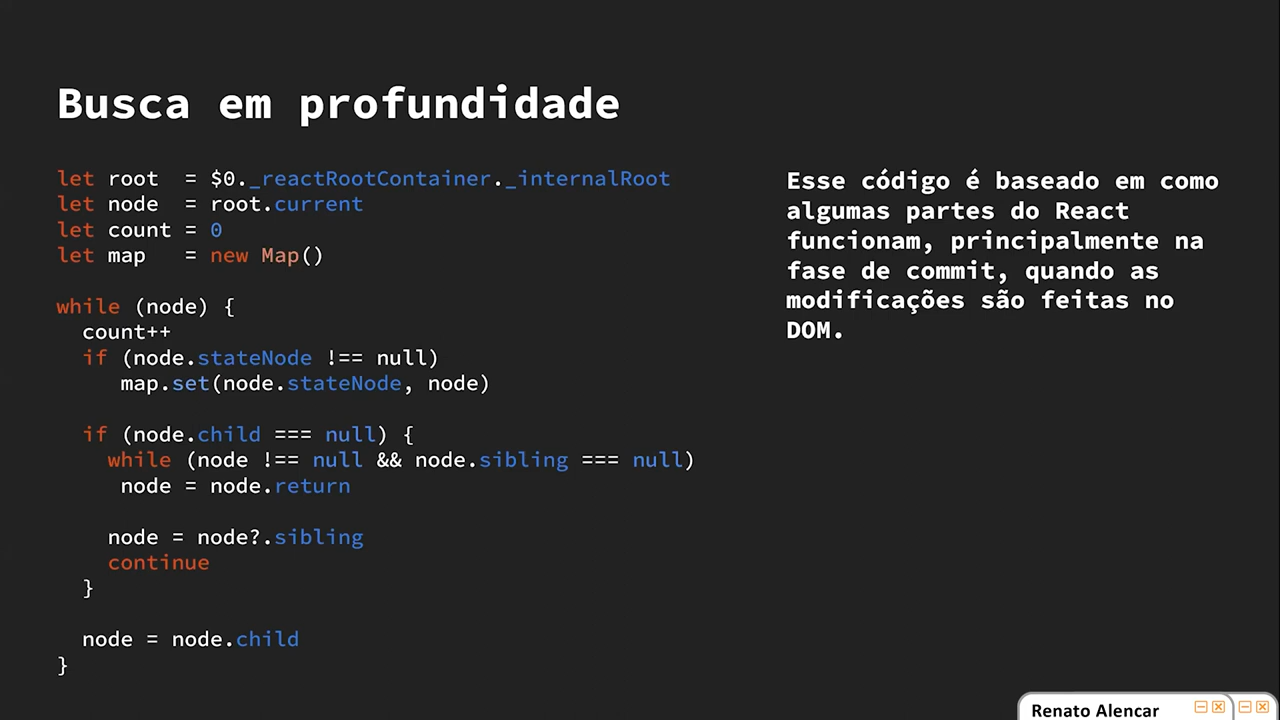 Busca em profundidade
let root  = $0._reactRootContainer._internalRoot
let node  = root.current
let count = 0
let map   = new Map()
while (node) {
  count++
  if (node.stateNode !== null)
     map.set(node.stateNode, node)
  if (node.child === null) {
    while (node !== null && node.sibling === null)
     node = node.return
    node = node?.sibling
    continue
  }
  node = node.child
}
Esse código é baseado em como
algumas partes do React
funcionam, principalmente na
fase de commit, quando as
modificações são feitas no
DOM.
Renato Alencar